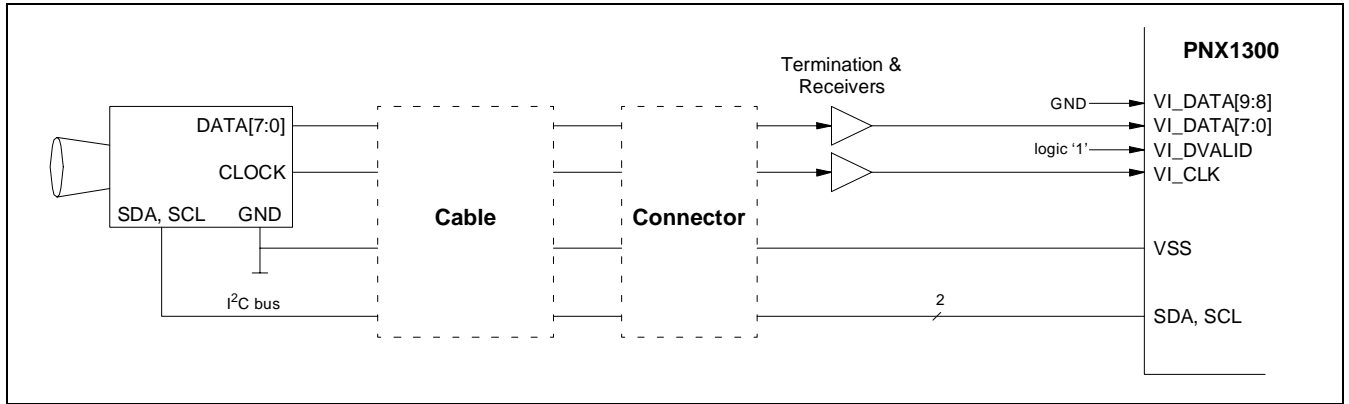 PNX1300
Termination &
Receivers
GND
VI_DATA[9:8]
DATA[7:0]
VI_DATA[7:0]
logic ‘1’
VI_DVALID
CLOCK
VI_CLK
SDA, SCL
GND
Cable
Connector
VSS
I²C bus
2
SDA, SCL